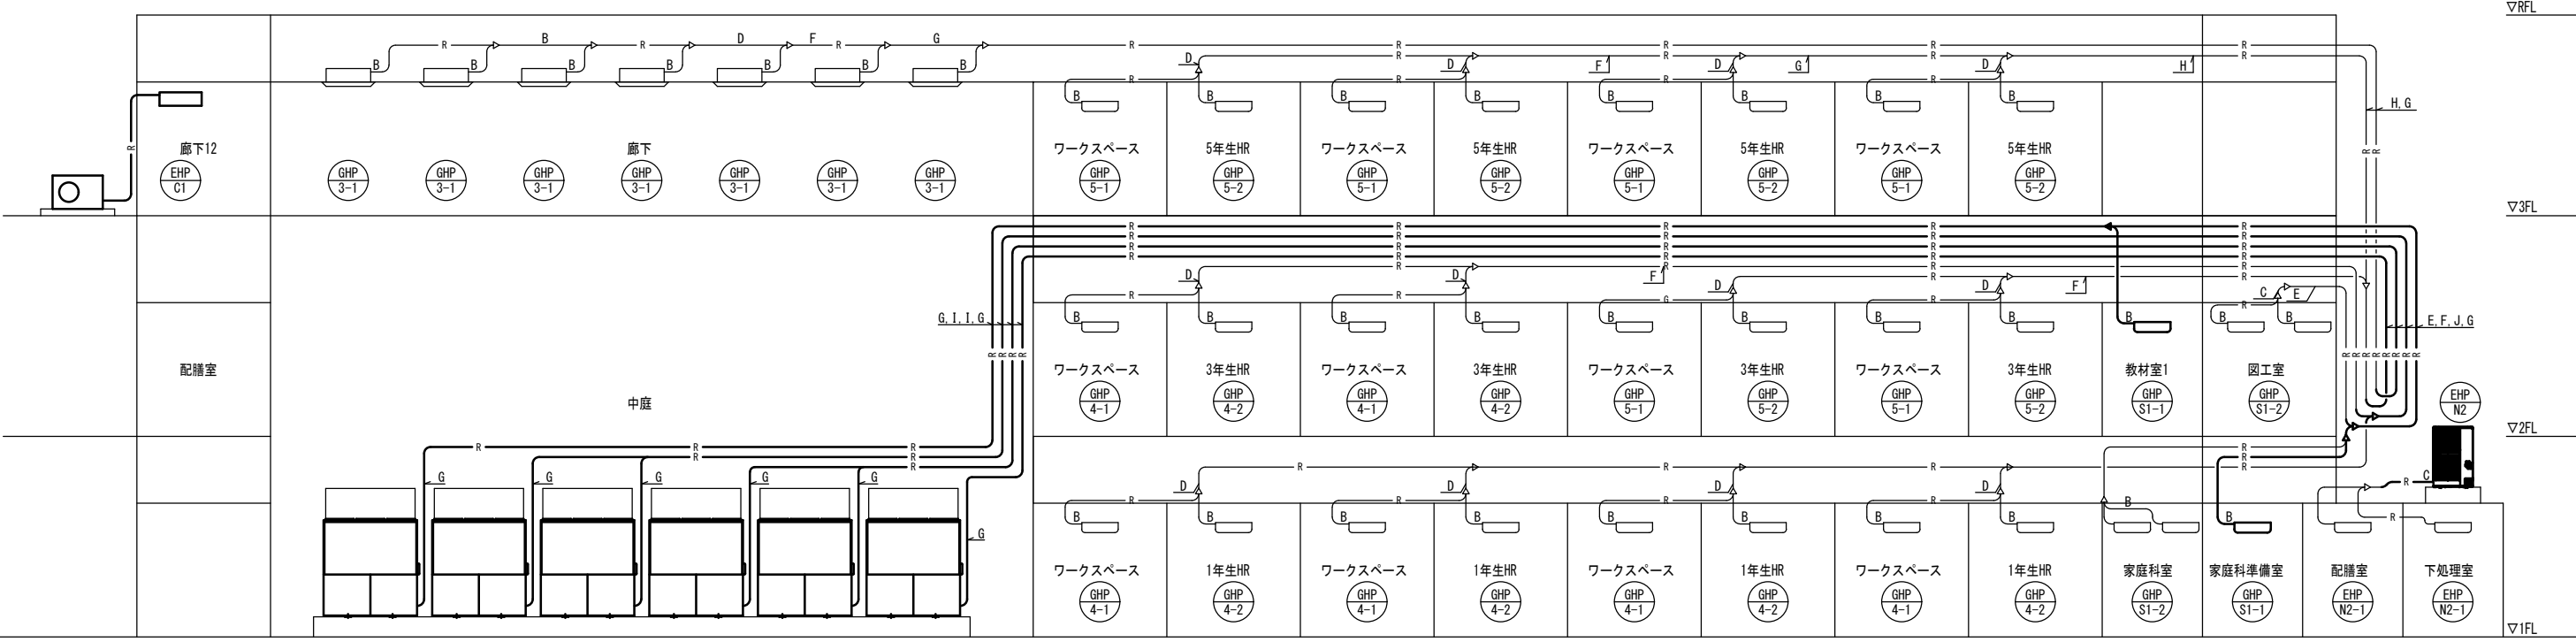 ▽RFL
R B R D F R G R R R R R
B B B B B B B
R R R R R
D D F D G D H
R R R R
B B B B B B B B
H, G
R
R R
廊下12 廊下 ワークスペース 5年生HR ワークスペース 5年生HR ワークスペース 5年生HR ワークスペース 5年生HR
EHP C1
GHP 3-1
GHP 3-1
GHP 3-1
GHP 3-1
GHP 3-1
GHP 3-1
GHP 3-1
GHP 5-1
GHP 5-2
GHP 5-1
GHP 5-2
GHP 5-1
GHP 5-2
GHP 5-1
GHP 5-2
▽3FL
R R R R R
R R R R R
R R R R R
R R R R R
R R R R
R R R
D D F D D F C E
R R G R R
B B B B B B B B B B B
G, I, I, G
E, F, J, G
R R R R
R R R R R R R R
配膳室 中庭 ワークスペース 3年生HR ワークスペース 3年生HR ワークスペース 3年生HR ワークスペース 3年生HR 教材室1 図工室
GHP 4-1
GHP 4-2
GHP 4-1
GHP 4-2
GHP 5-1
GHP 5-2
GHP 5-1
GHP 5-2
GHP S1-1
GHP S1-2
EHP N2
▽2FL
R R R R
R R R
R R R R R
G G G G G
G
D D D D C R
R R R R B R
B B B B B B B B B
ワークスペース 1年生HR ワークスペース 1年生HR ワークスペース 1年生HR ワークスペース 1年生HR 家庭科室 家庭科準備室 配膳室 下処理室
GHP 4-1
GHP 4-2
GHP 4-1
GHP 4-2
GHP 4-1
GHP 4-2
GHP 4-1
GHP 4-2
GHP S1-2
GHP S1-1
EHP N2-1
EHP N2-1
▽1FL